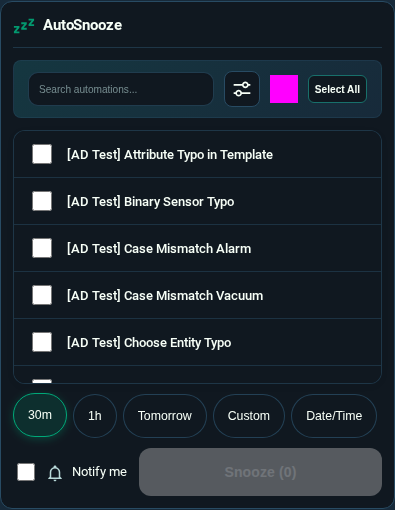 zzz AutoSnooze
Search automations... Select All
[AD Test] Attribute Typo in Template
[AD Test] Binary Sensor Typo
[AD Test] Case Mismatch Alarm
[AD Test] Case Mismatch Vacuum
[AD Test] Choose Entity Typo
30m 1h Tomorrow Custom Date/Time
Notify me Snooze (0)